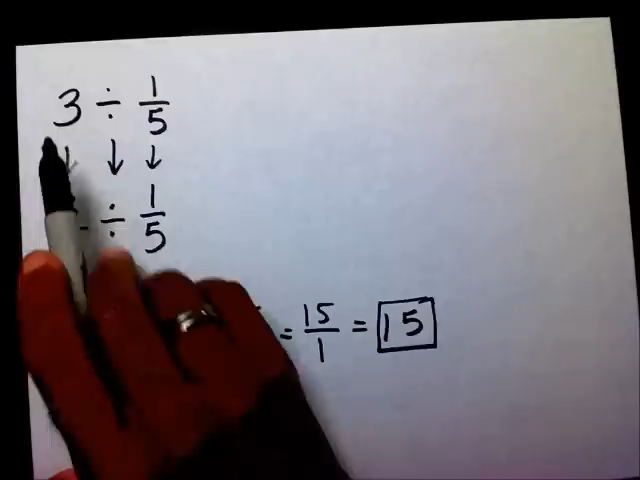 3 ÷ 1/5
↓ ↓ ↓
÷ 1/5
= 15/1 = 15